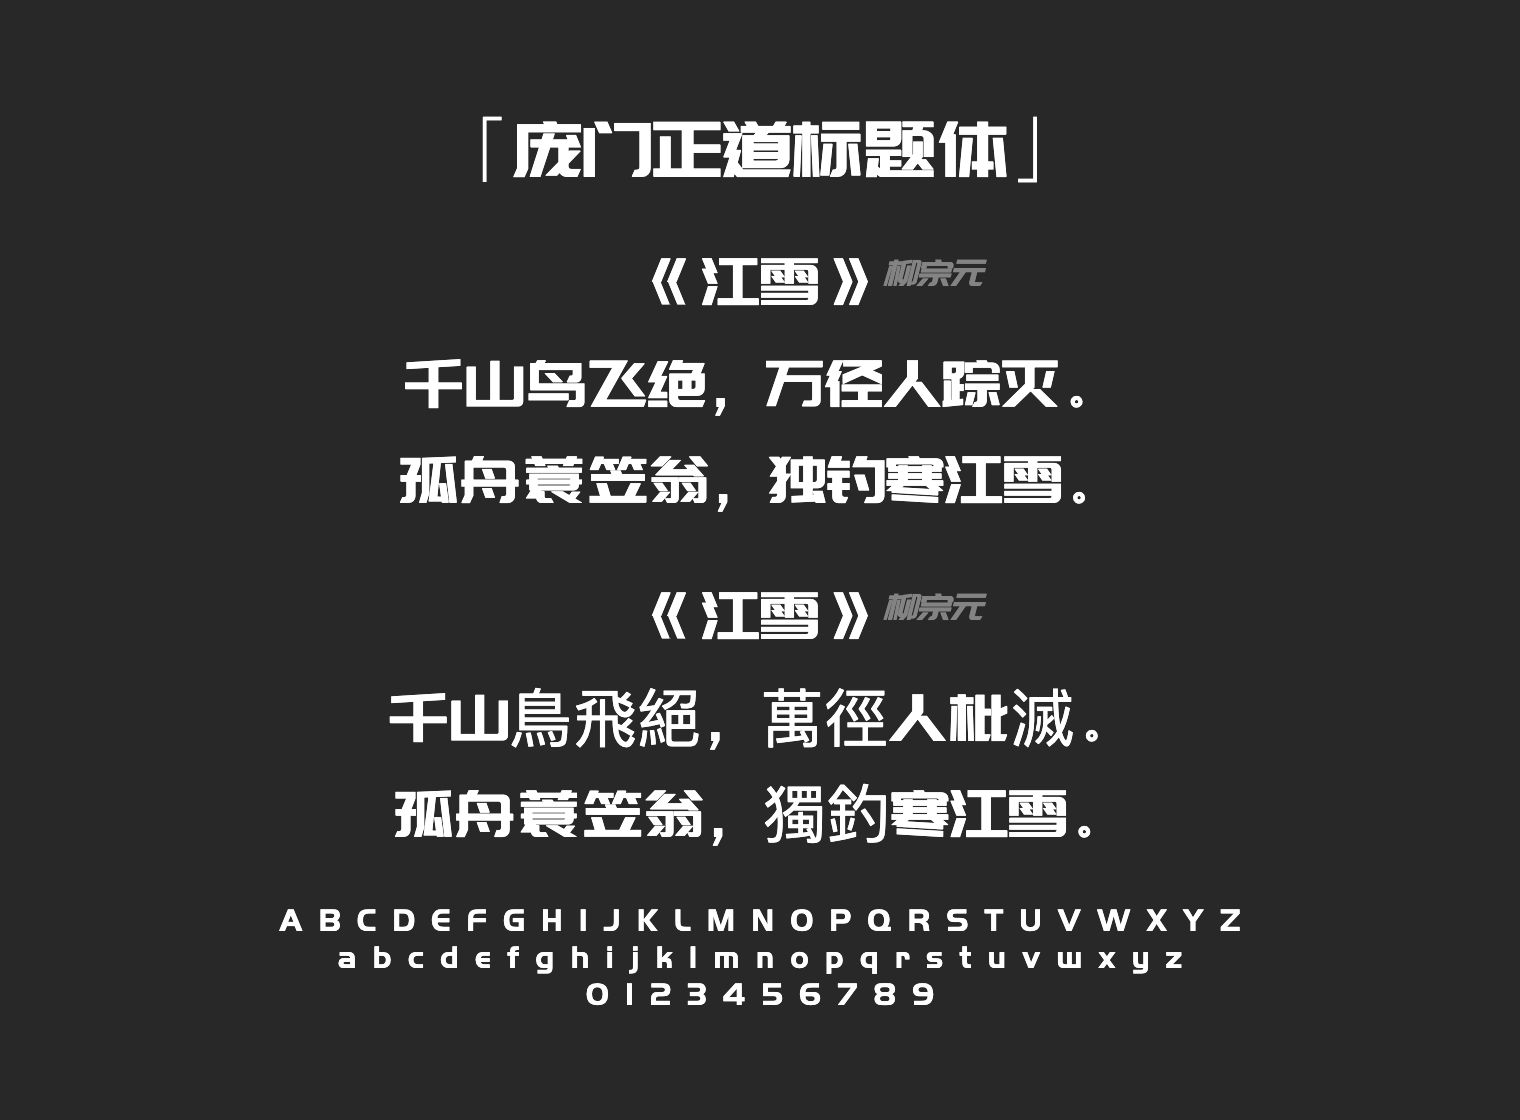 「庞门正道标题体」
《江雪》柳宗元
千山鸟飞绝，万径人踪灭。
孤舟蓑笠翁，独钓寒江雪。
《江雪》柳宗元
千山鳥飛絕，萬徑人枇滅。
孤舟蓑笠翁，獨釣寒江雪。
A B C D E F G H I J K L M N O P Q R S T U V W X Y Z
a b c d e f g h i j k l m n o p q r s t u v w x y z
0 1 2 3 4 5 6 7 8 9